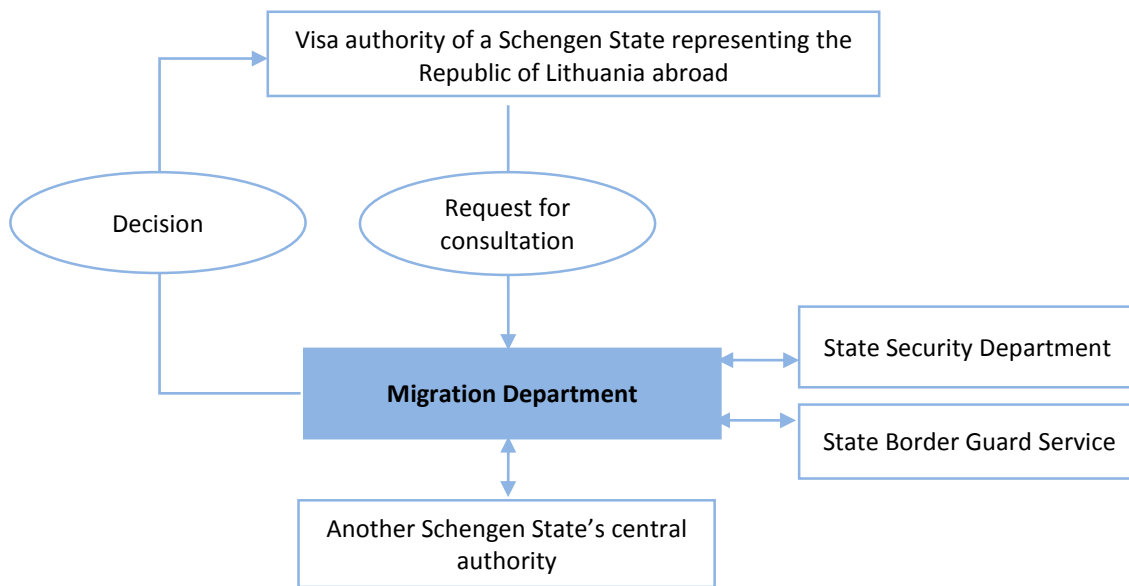 Visa authority of a Schengen State representing the
Republic of Lithuania abroad
Decision
Request for
consultation
State Security Department
Migration Department
State Border Guard Service
Another Schengen State’s central
authority